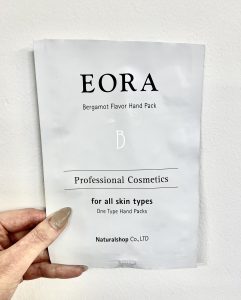 EORA
Bergamot Flavor Hand Pack
B
Professional Cosmetics
for all skin types
One Type Hand Packs
Naturalshop Co,.LTD